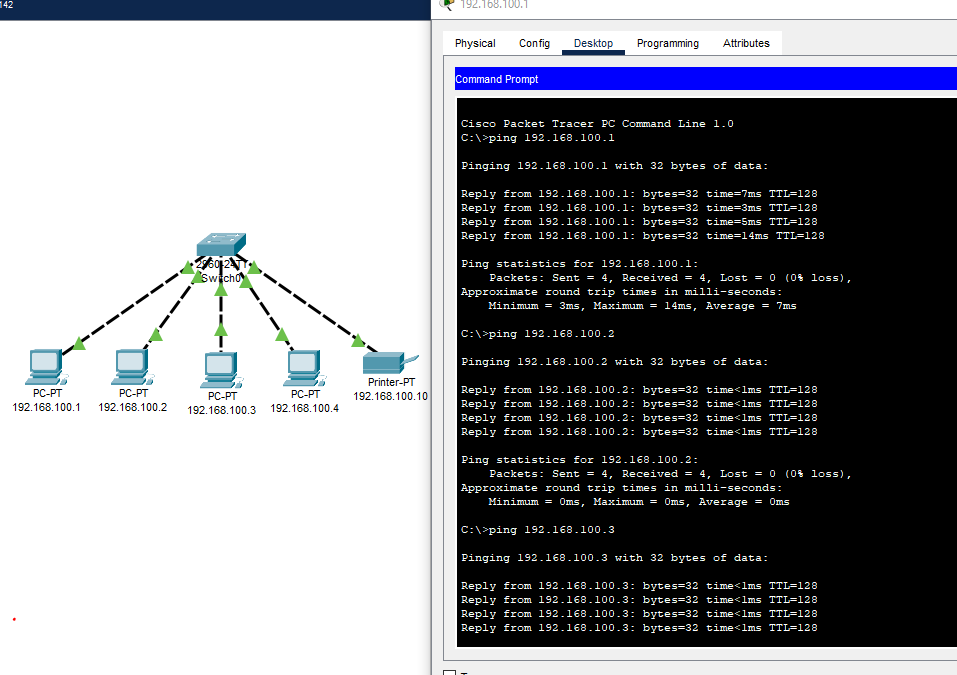 142
192.168.100.1
Physical Config Desktop Programming Attributes
Command Prompt
Cisco Packet Tracer PC Command Line 1.0
C:\>ping 192.168.100.1
Pinging 192.168.100.1 with 32 bytes of data:
Reply from 192.168.100.1: bytes=32 time=7ms TTL=128
Reply from 192.168.100.1: bytes=32 time=3ms TTL=128
Reply from 192.168.100.1: bytes=32 time=5ms TTL=128
Reply from 192.168.100.1: bytes=32 time=14ms TTL=128
Ping statistics for 192.168.100.1:
Packets: Sent = 4, Received = 4, Lost = 0 (0% loss),
Approximate round trip times in milli-seconds:
Minimum = 3ms, Maximum = 14ms, Average = 7ms
C:\>ping 192.168.100.2
Pinging 192.168.100.2 with 32 bytes of data:
Reply from 192.168.100.2: bytes=32 time<1ms TTL=128
Reply from 192.168.100.2: bytes=32 time<1ms TTL=128
Reply from 192.168.100.2: bytes=32 time<1ms TTL=128
Reply from 192.168.100.2: bytes=32 time<1ms TTL=128
Ping statistics for 192.168.100.2:
Packets: Sent = 4, Received = 4, Lost = 0 (0% loss),
Approximate round trip times in milli-seconds:
Minimum = 0ms, Maximum = 0ms, Average = 0ms
C:\>ping 192.168.100.3
Pinging 192.168.100.3 with 32 bytes of data:
Reply from 192.168.100.3: bytes=32 time<1ms TTL=128
Reply from 192.168.100.3: bytes=32 time<1ms TTL=128
Reply from 192.168.100.3: bytes=32 time<1ms TTL=128
Reply from 192.168.100.3: bytes=32 time<1ms TTL=128
2960-24TT
Switch0
PC-PT
192.168.100.1
PC-PT
192.168.100.2
PC-PT
192.168.100.3
PC-PT
192.168.100.4
Printer-PT
192.168.100.10